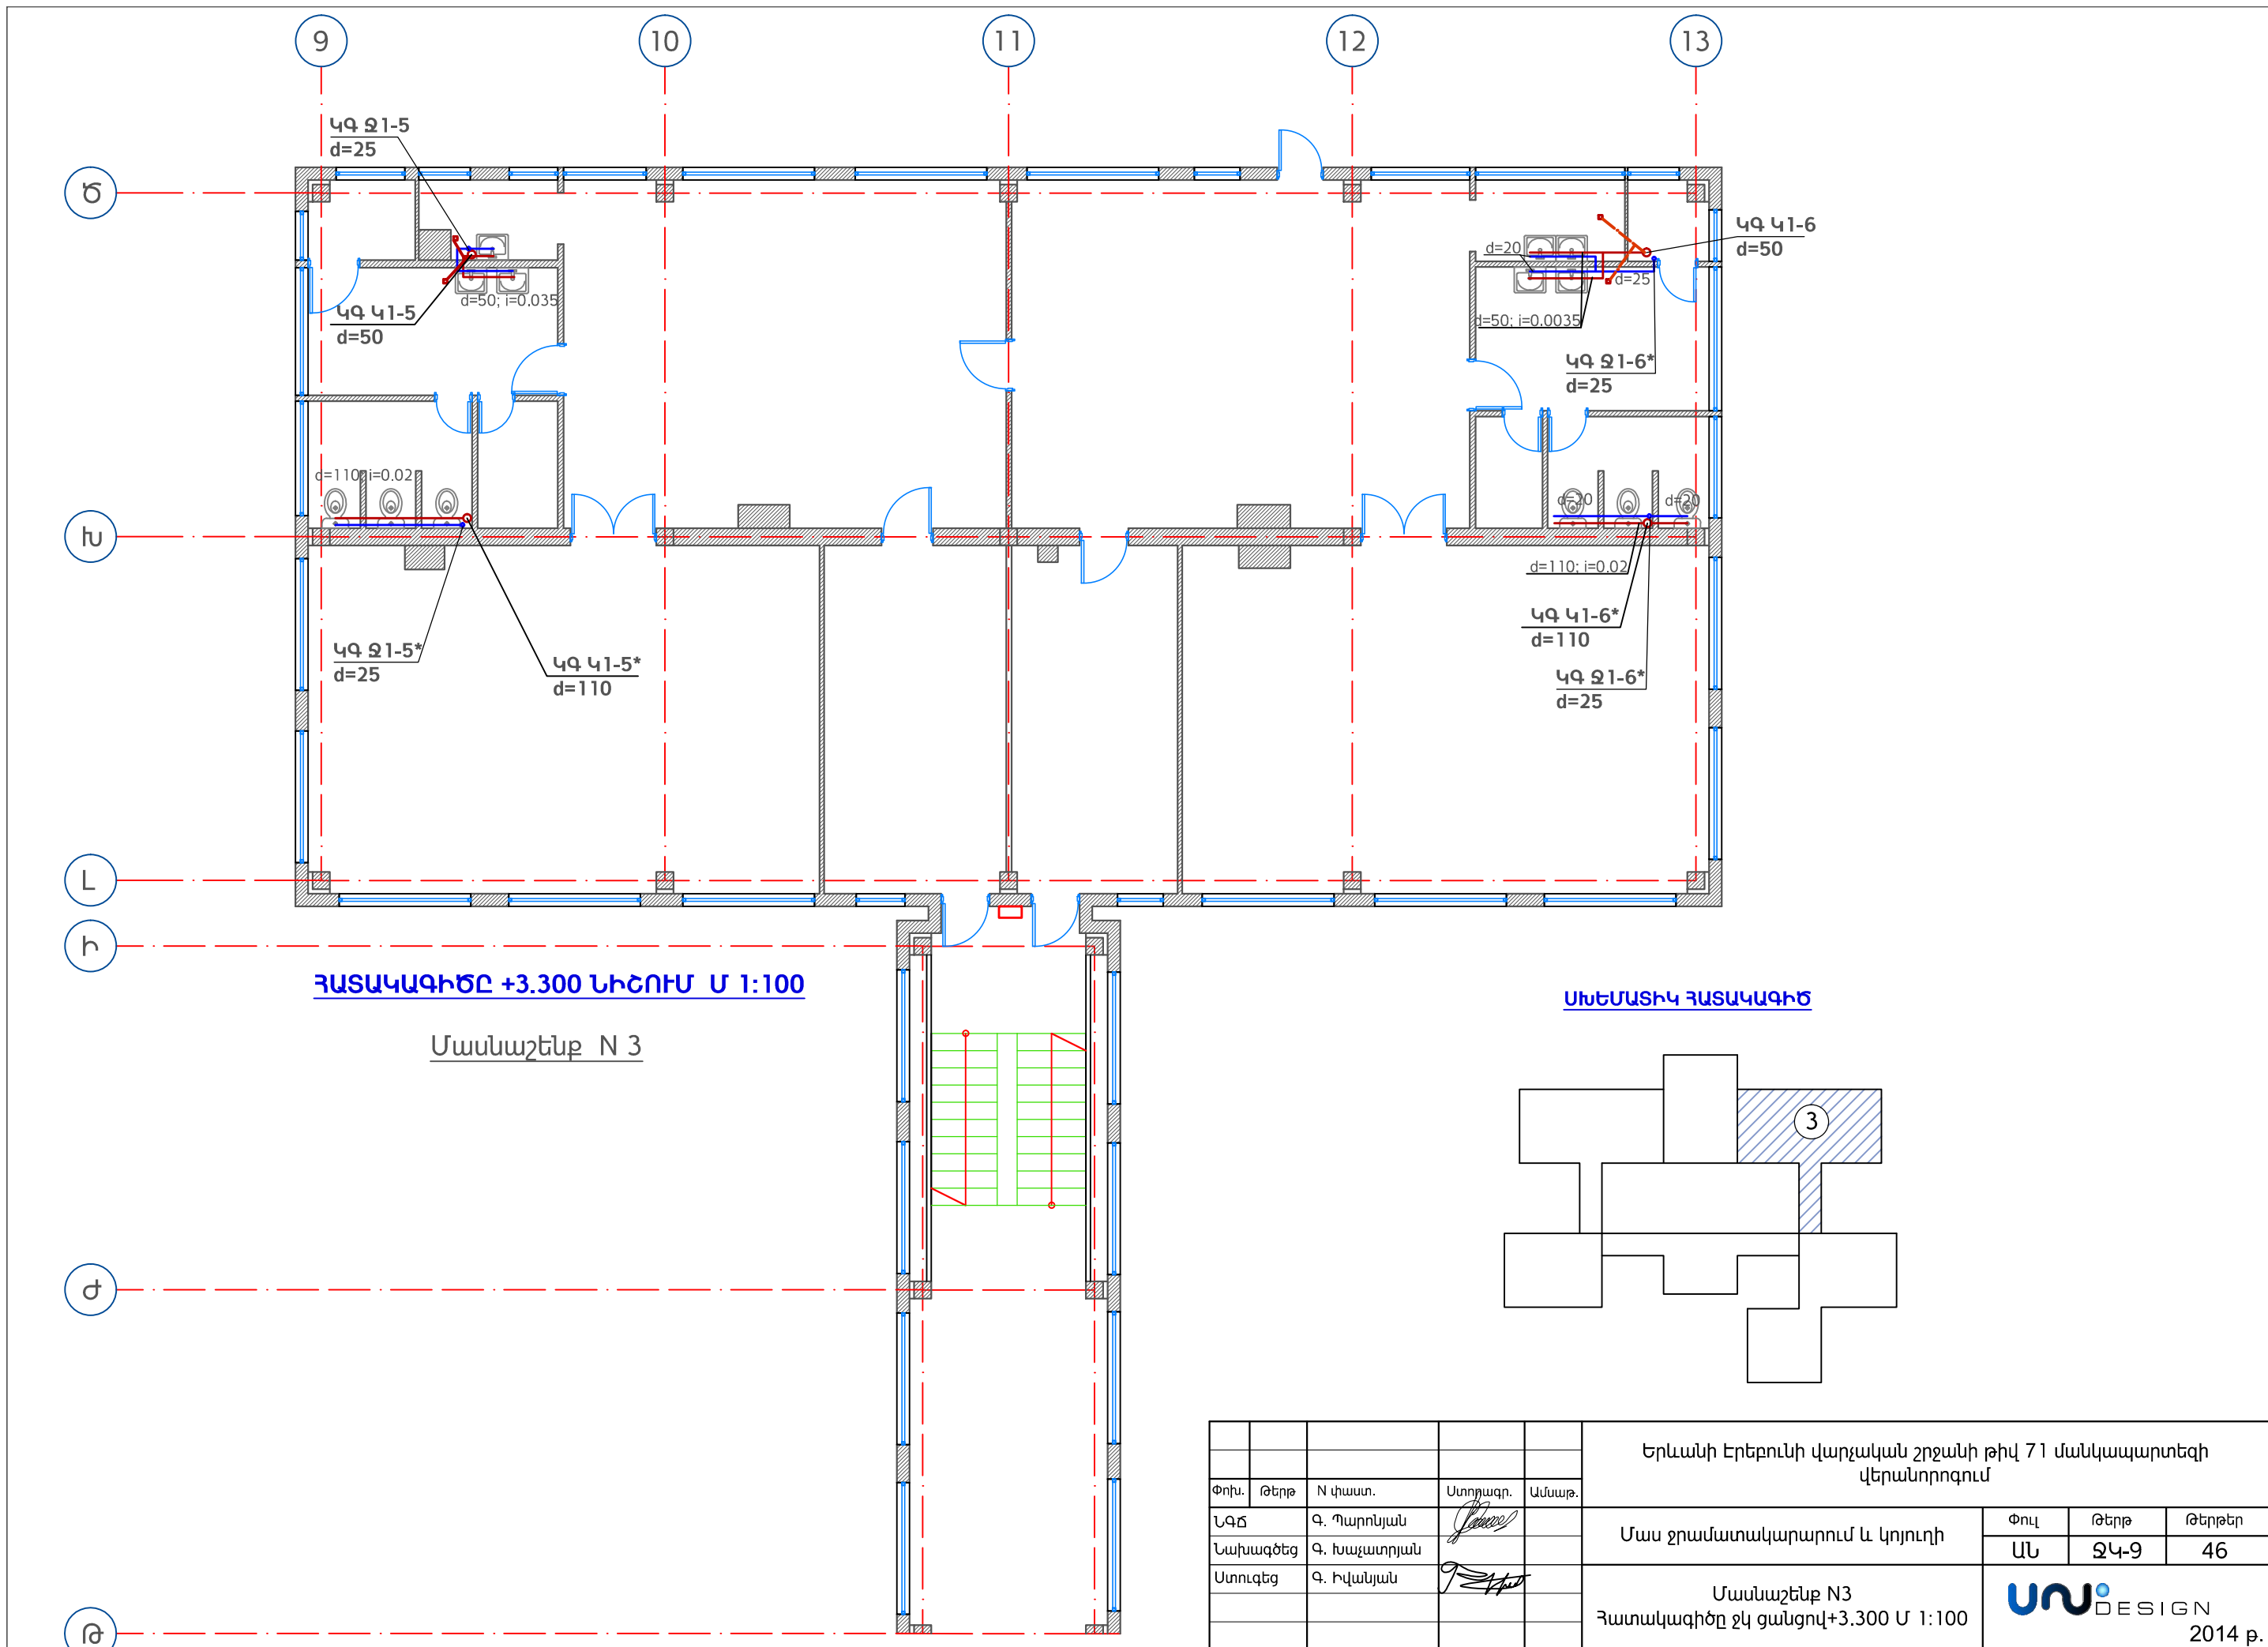 9
10
11
12
13
ԿԳ Ջ1-5
d=25
Ծ
ԿԳ Կ1-6
d=50
d=20
d=25
d=50; i=0.035
ԿԳ Կ1-5
d=50
d=50; i=0.0035
ԿԳ Ջ1-6*
d=25
d=110; i=0.02
d=20
d=20
Խ
d=110; i=0.02
ԿԳ Կ1-6*
d=110
ԿԳ Ջ1-5*
d=25
ԿԳ Կ1-5*
d=110
ԿԳ Ջ1-6*
d=25
Լ
Ի
ՀԱՏԱԿԱԳԻԾԸ +3.300 ՆԻՇՈՒՄ Մ 1:100
Մասնաշենք N 3
ՍԽԵՄԱՏԻԿ ՀԱՏԱԿԱԳԻԾ
3
Ժ
Թ
Երևանի Էրեբունի վարչական շրջանի թիվ 71 մանկապարտեզի
վերանորոգում
Փոխ. Թերթ N փաստ. Ստորագր. Ամսաթ.
ՆԳՃ Գ. Պարոնյան
Նախագծեց Գ. Խաչատրյան
Ստուգեց Գ. Իվանյան
Մաս ջրամատակարարում և կոյուղի
Փուլ Թերթ Թերթեր
ԱՆ ՋԿ-9 46
Մասնաշենք N3
Հատակագիծը ջկ ցանցով+3.300 Մ 1:100
UNI DESIGN
2014 թ.